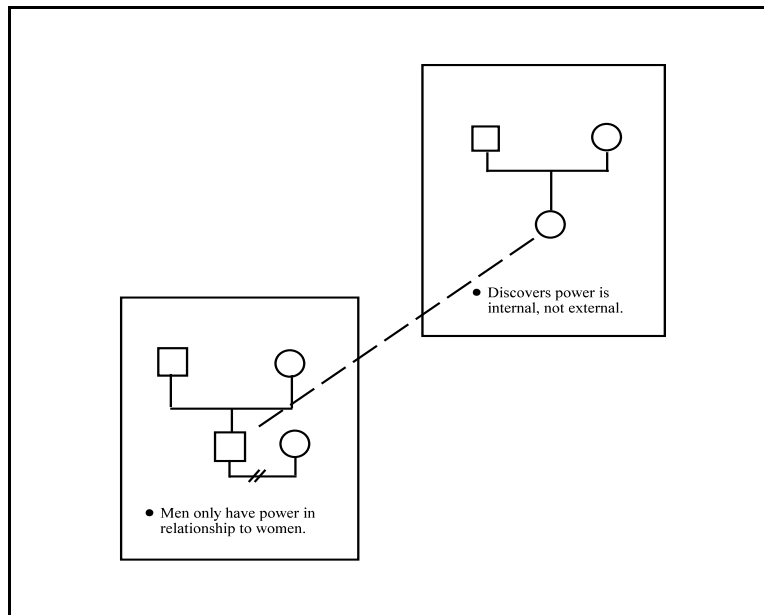 ● Discovers power is
internal, not external.
● Men only have power in
relationship to women.